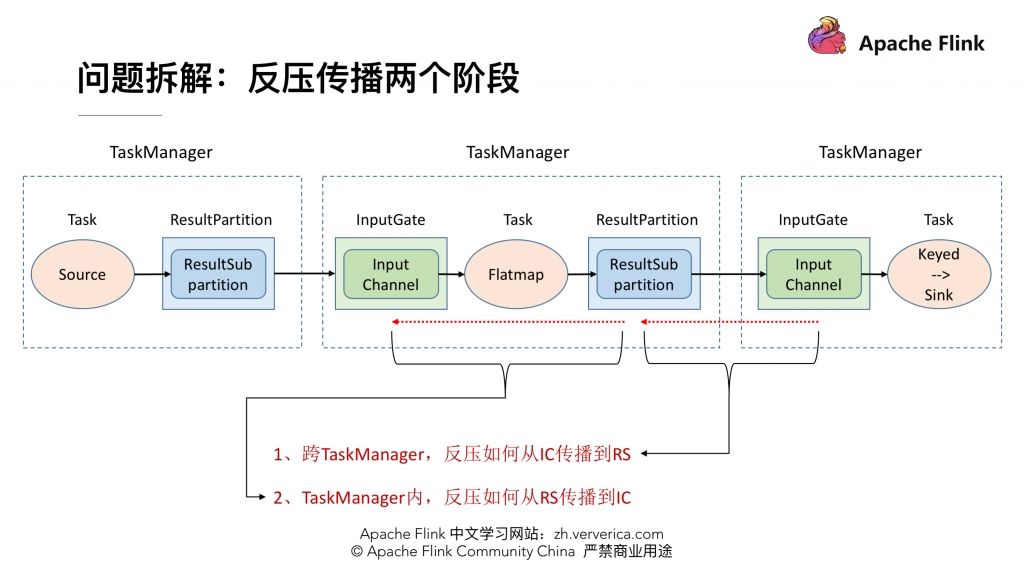 Apache Flink
问题拆解：反压传播两个阶段
TaskManager
TaskManager
TaskManager
Task
ResultPartition
InputGate
Task
ResultPartition
InputGate
Task
Source
ResultSub
partition
Input
Channel
Flatmap
ResultSub
partition
Input
Channel
Keyed
-->
Sink
1、跨TaskManager，反压如何从IC传播到RS
2、TaskManager内，反压如何从RS传播到IC
Apache Flink 中文学习网站：zh.ververica.com
© Apache Flink Community China 严禁商业用途